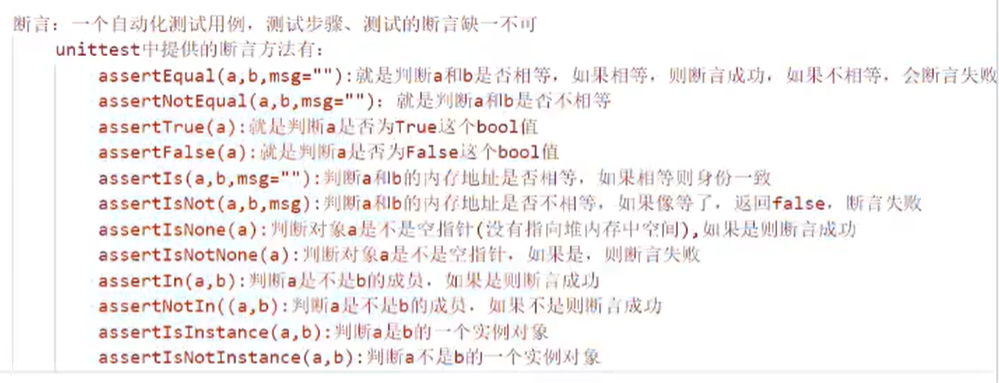 断言: 一个自动化测试用例, 测试步骤、测试的断言缺一不可
unittest中提供的断言方法有:
assertEqual(a,b,msg=""):就是判断a和b是否相等, 如果相等, 则断言成功, 如果不相等, 会断言失败
assertNotEqual(a,b,msg=""): 就是判断a和b是否不相等
assertTrue(a):就是判断a是否为True这个bool值
assertFalse(a):就是判断a是否为False这个bool值
assertIs(a,b,msg=""):判断a和b的内存地址是否相等, 如果相等则身份一致
assertIsNot(a,b,msg):判断a和b的内存地址是否不相等, 如果像等了, 返回false, 断言失败
assertIsNone(a):判断对象a是不是空指针(没有指向堆内存中空间),如果是则断言成功
assertIsNotNone(a):判断对象a是不是空指针, 如果是, 则断言失败
assertIn(a,b):判断a是不是b的成员, 如果是则断言成功
assertNotIn((a,b):判断a是不是b的成员, 如果不是则断言成功
assertIsInstance(a,b):判断a是b的一个实例对象
assertIsNotInstance(a,b):判断a不是b的一个实例对象